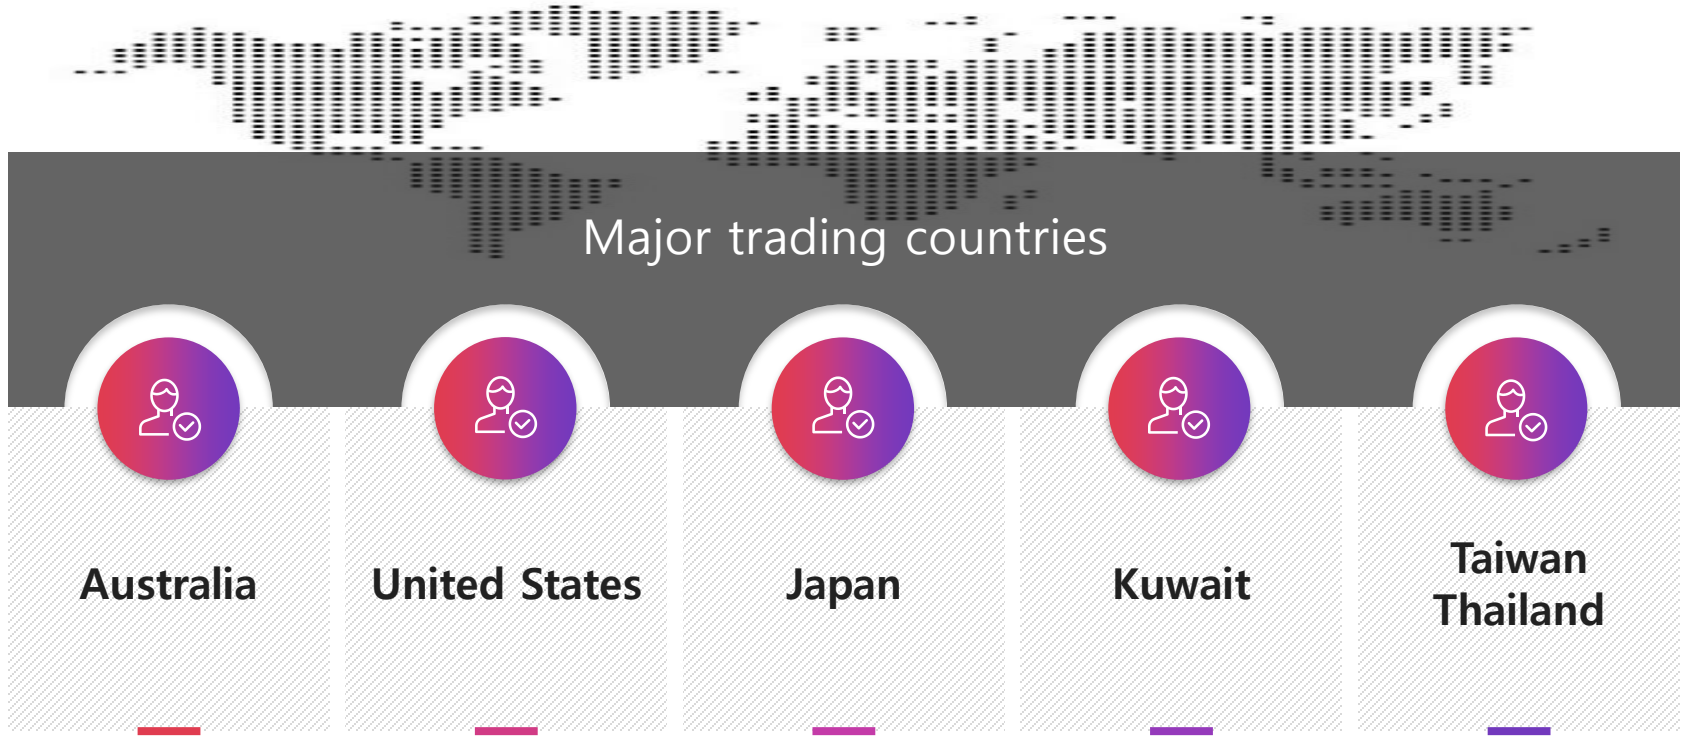 Major trading countries
Australia
United States
Japan
Kuwait
Taiwan
Thailand